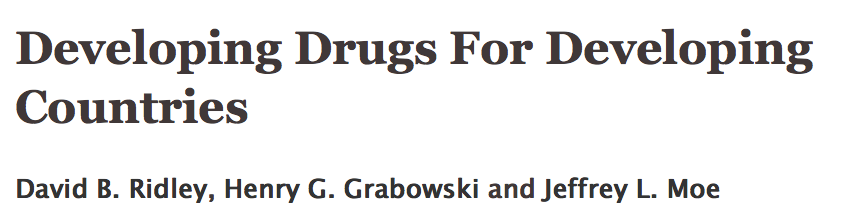 Developing Drugs For Developing
Countries
David B. Ridley, Henry G. Grabowski and Jeffrey L. Moe